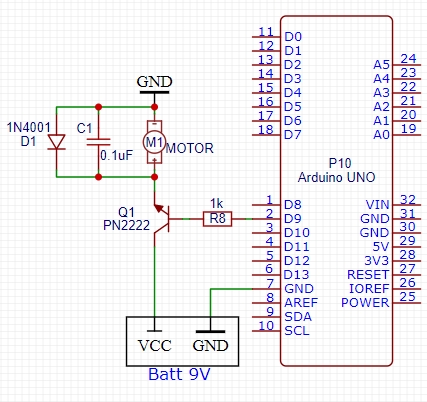 GND
1N4001
D1
C1
0.1uF
-
M1
+
MOTOR
Q1
PN2222
1k
R8
VCC
GND
Batt 9V
P10
Arduino UNO
11 D0
12 D1
13 D2
14 D3
15 D4
16 D5
17 D6
18 D7
1 D8
2 D9
3 D10
4 D11
5 D12
6 D13
7 GND
8 AREF
9 SDA
10 SCL
A5 24
A4 23
A3 22
A2 21
A1 20
A0 19
VIN 32
GND 31
GND 30
5V 29
3V3 28
RESET 27
IOREF 26
POWER 25